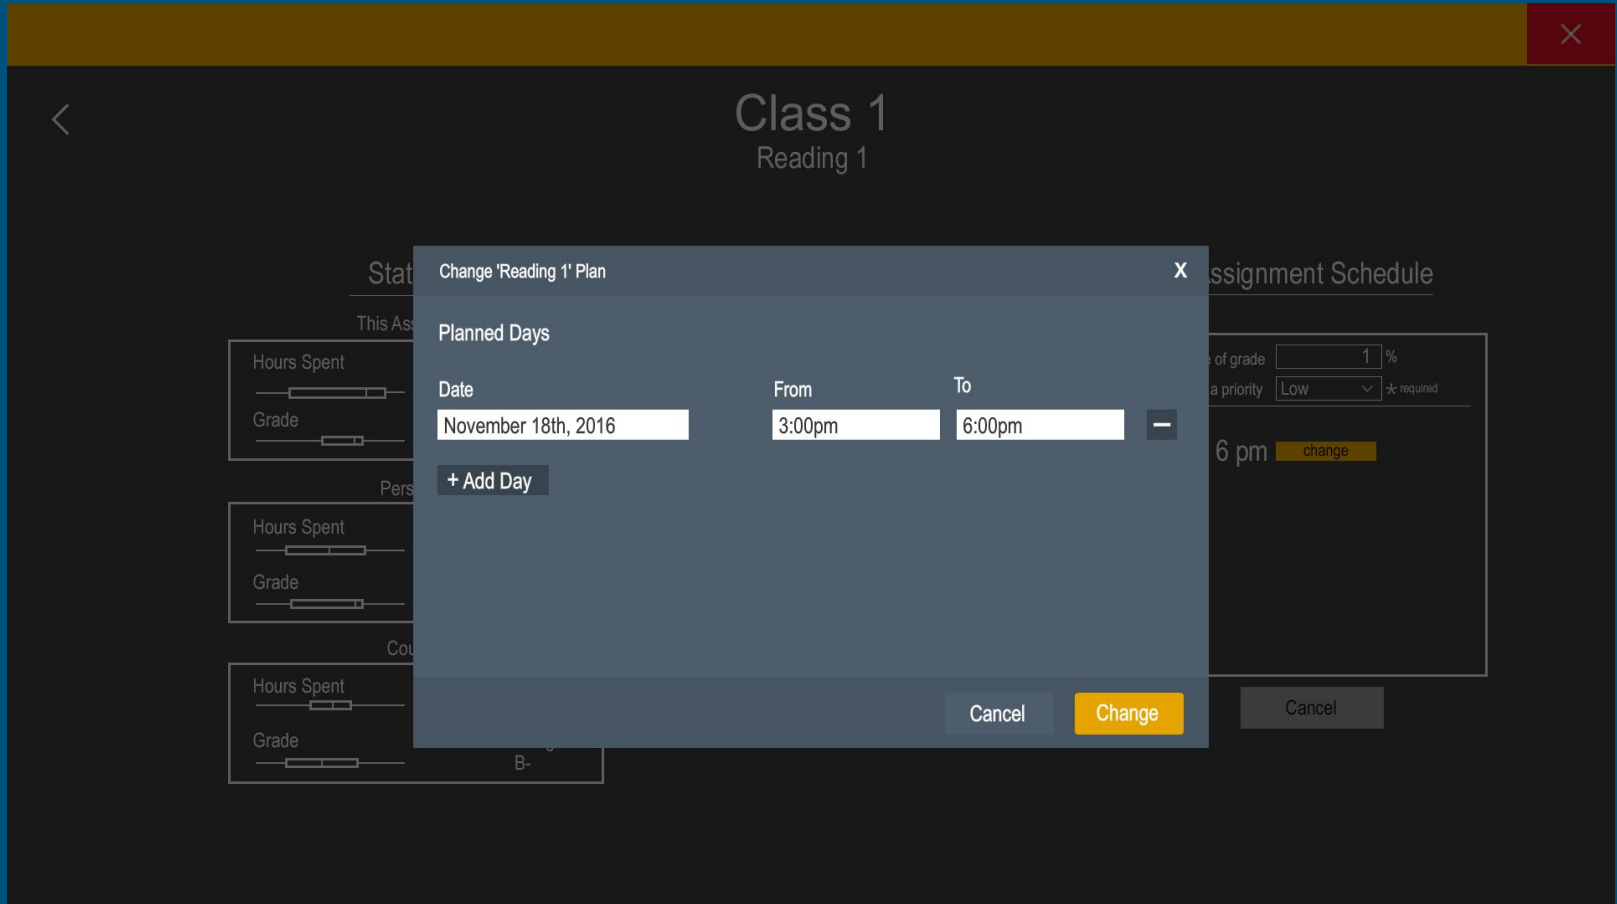 Class 1
Reading 1
Stat
ssignment Schedule
This Ass
Hours Spent
Grade
Pers
Hours Spent
Grade
Cou
Hours Spent
Grade
B-
Change 'Reading 1' Plan X
Planned Days
Date From To
November 18th, 2016 3:00pm 6:00pm
+ Add Day
Cancel Change
of grade 1 %
a priority Low * required
6 pm change
Cancel